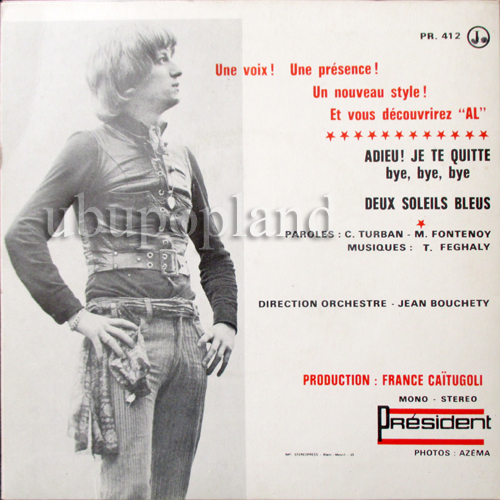 PR. 412 J.
Une voix! Une présence!
Un nouveau style!
Et vous découvrirez "AL"
ADIEU! JE TE QUITTE
bye, bye, bye
DEUX SOLEILS BLEUS
ubupopland
PAROLES : C. TURBAN - M. FONTENOY
MUSIQUES : T. FEGHALY
DIRECTION ORCHESTRE - JEAN BOUCHETY
PRODUCTION : FRANCE CAÏTUGOLI
MONO - STEREO
Président
PHOTOS : AZÉMA